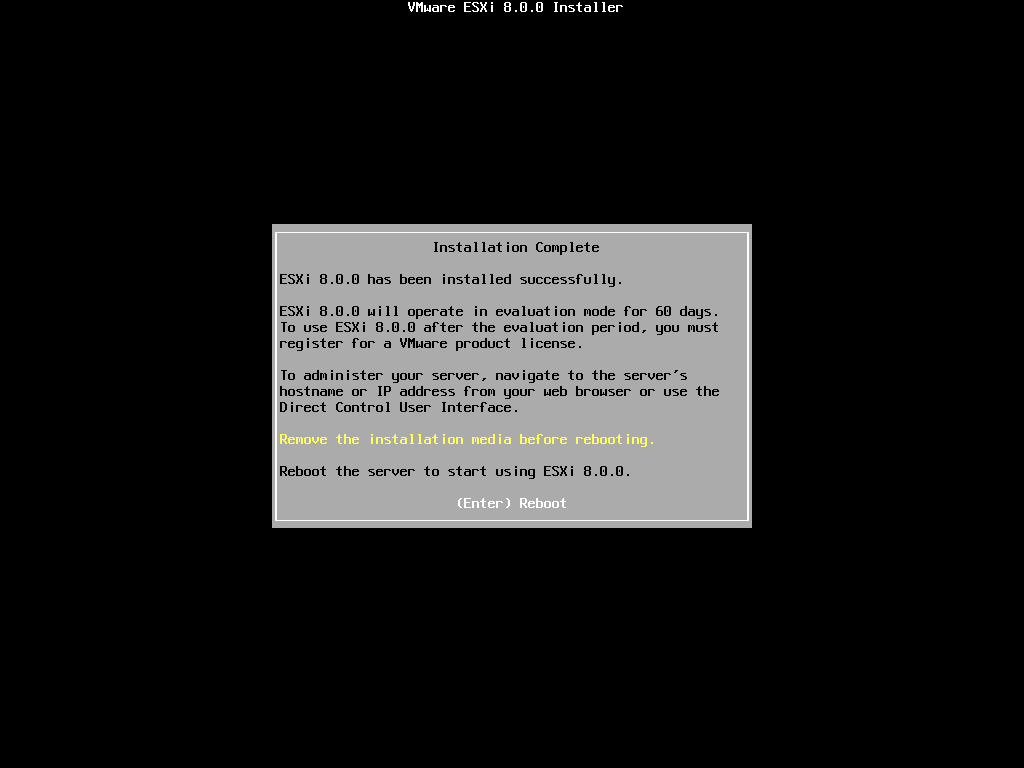 VMware ESXi 8.0.0 Installer
Installation Complete
ESXi 8.0.0 has been installed successfully.
ESXi 8.0.0 will operate in evaluation mode for 60 days.
To use ESXi 8.0.0 after the evaluation period, you must
register for a VMware product license.
To administer your server, navigate to the server's
hostname or IP address from your web browser or use the
Direct Control User Interface.
Remove the installation media before rebooting.
Reboot the server to start using ESXi 8.0.0.
(Enter) Reboot